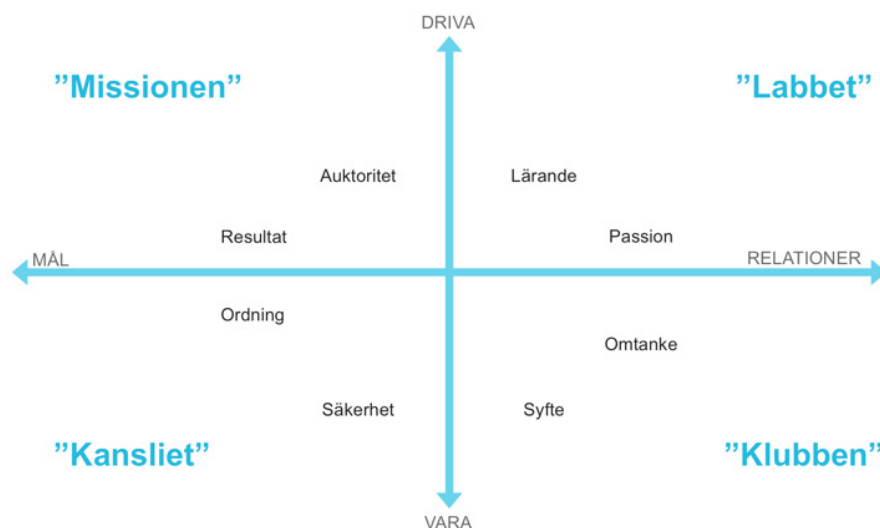 DRIVA
”Missionen”
”Labbet”
Auktoritet
Lärande
Resultat
Passion
MÅL
RELATIONER
Ordning
Omtanke
Säkerhet
Syfte
”Kansliet”
”Klubben”
VARA